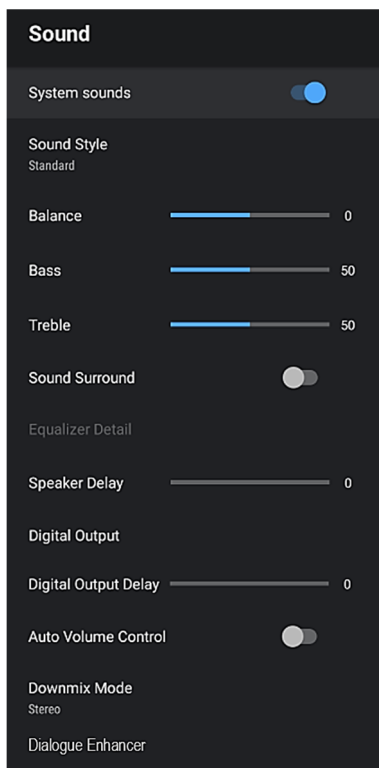 Sound
System sounds
Sound Style
Standard
Balance 0
Bass 50
Treble 50
Sound Surround
Equalizer Detail
Speaker Delay 0
Digital Output
Digital Output Delay 0
Auto Volume Control
Downmix Mode
Stereo
Dialogue Enhancer